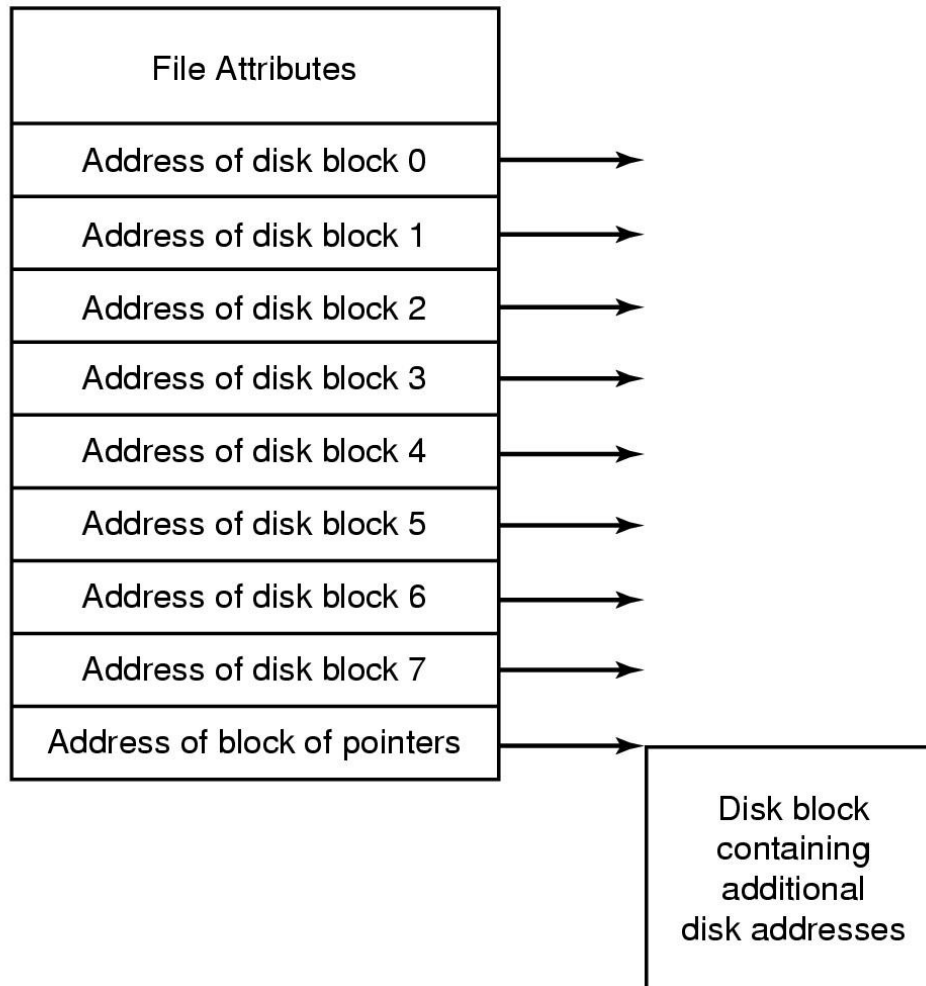 File Attributes
Address of disk block 0
Address of disk block 1
Address of disk block 2
Address of disk block 3
Address of disk block 4
Address of disk block 5
Address of disk block 6
Address of disk block 7
Address of block of pointers
Disk block
containing
additional
disk addresses